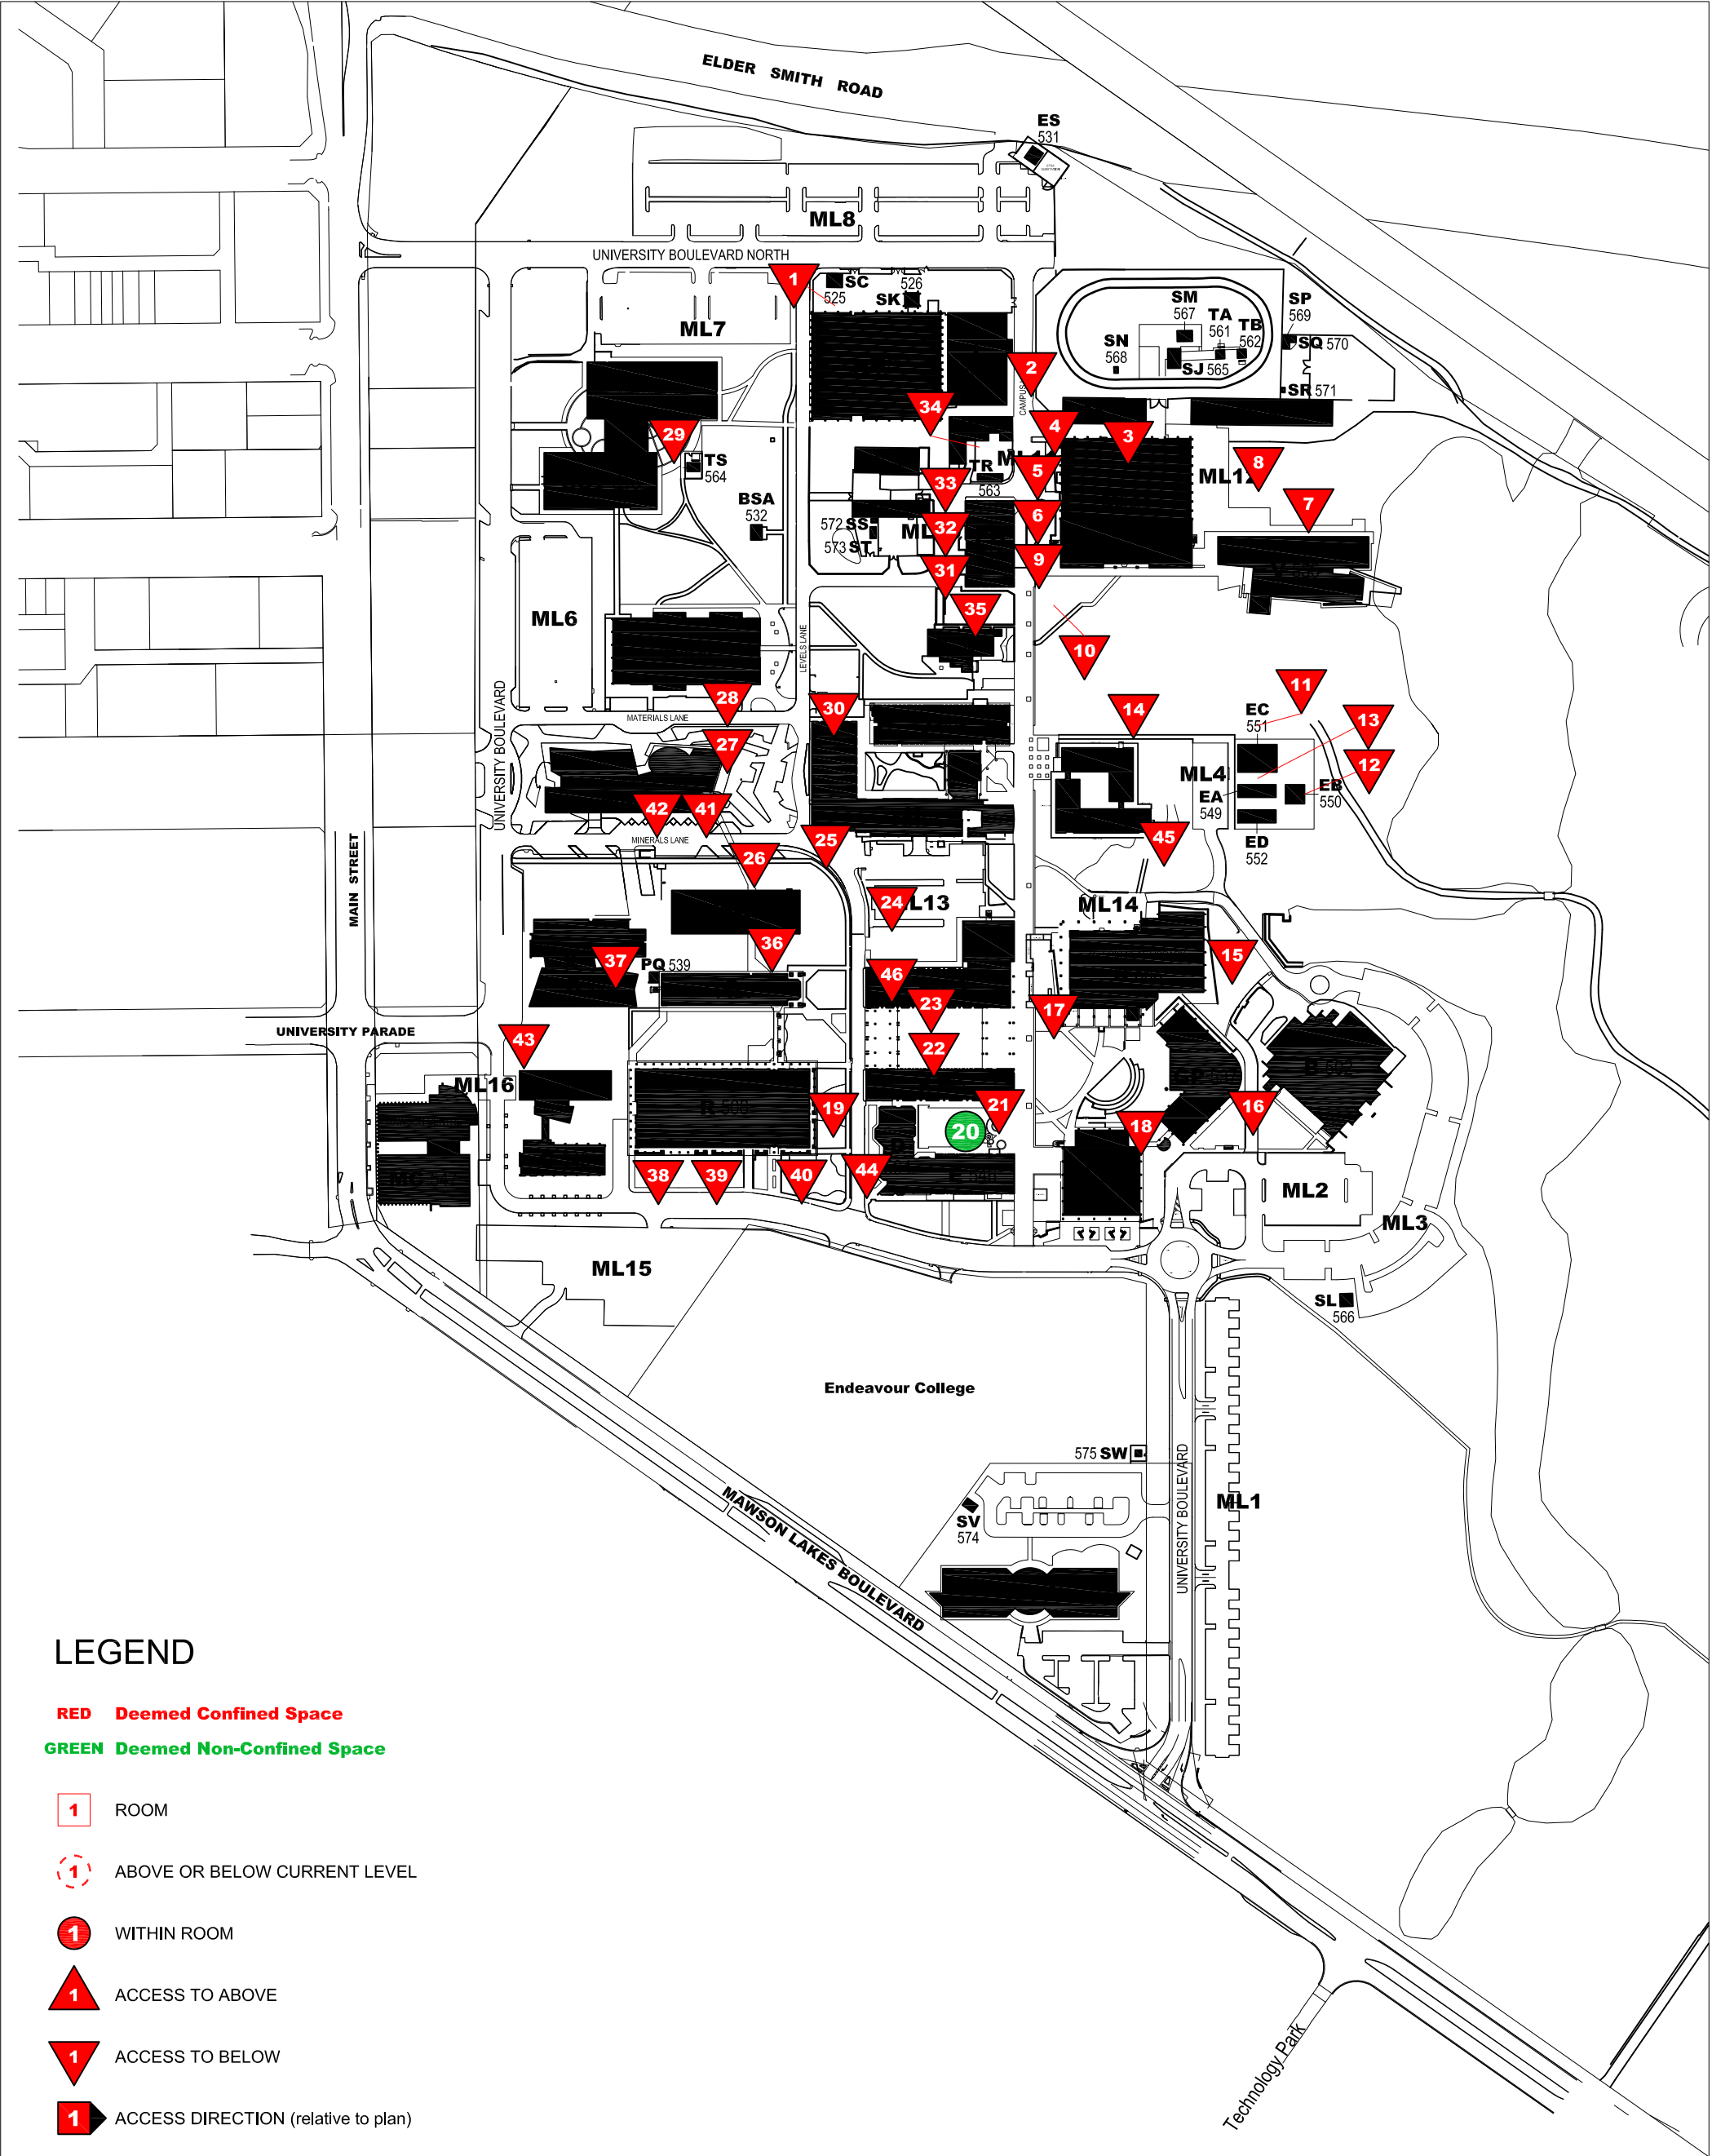 ELDER SMITH ROAD
ES
531
ML8
UNIVERSITY BOULEVARD NORTH
1
SC
525
526
SK
ML7
SM
567
TA
561
TB
562
SP
569
SN
568
SQ 570
SJ 565
SR 571
2
CAMPUS
34
4
3
29
TS
564
TR
563
5
ML12
8
33
7
BSA
532
572 SS
573 ST
32
6
31
9
35
ML6
10
LEVELS LANE
UNIVERSITY BOULEVARD
28
MATERIALS LANE
30
14
11
EC
551
13
27
ML4
12
EA
549
EB
550
42
41
MINERALS LANE
25
45
ED
552
26
MAIN STREET
24
ML13
ML14
36
37
PQ 539
46
15
23
17
UNIVERSITY PARADE
43
22
ML16
19
21
20
16
18
38
39
40
44
ML2
ML3
ML15
SL
566
Endeavour College
575 SW
UNIVERSITY BOULEVARD
ML1
SV
574
MAWSON LAKES BOULEVARD
Technology Park
LEGEND
RED Deemed Confined Space
GREEN Deemed Non-Confined Space
1 ROOM
1 ABOVE OR BELOW CURRENT LEVEL
1 WITHIN ROOM
1 ACCESS TO ABOVE
1 ACCESS TO BELOW
1 ACCESS DIRECTION (relative to plan)